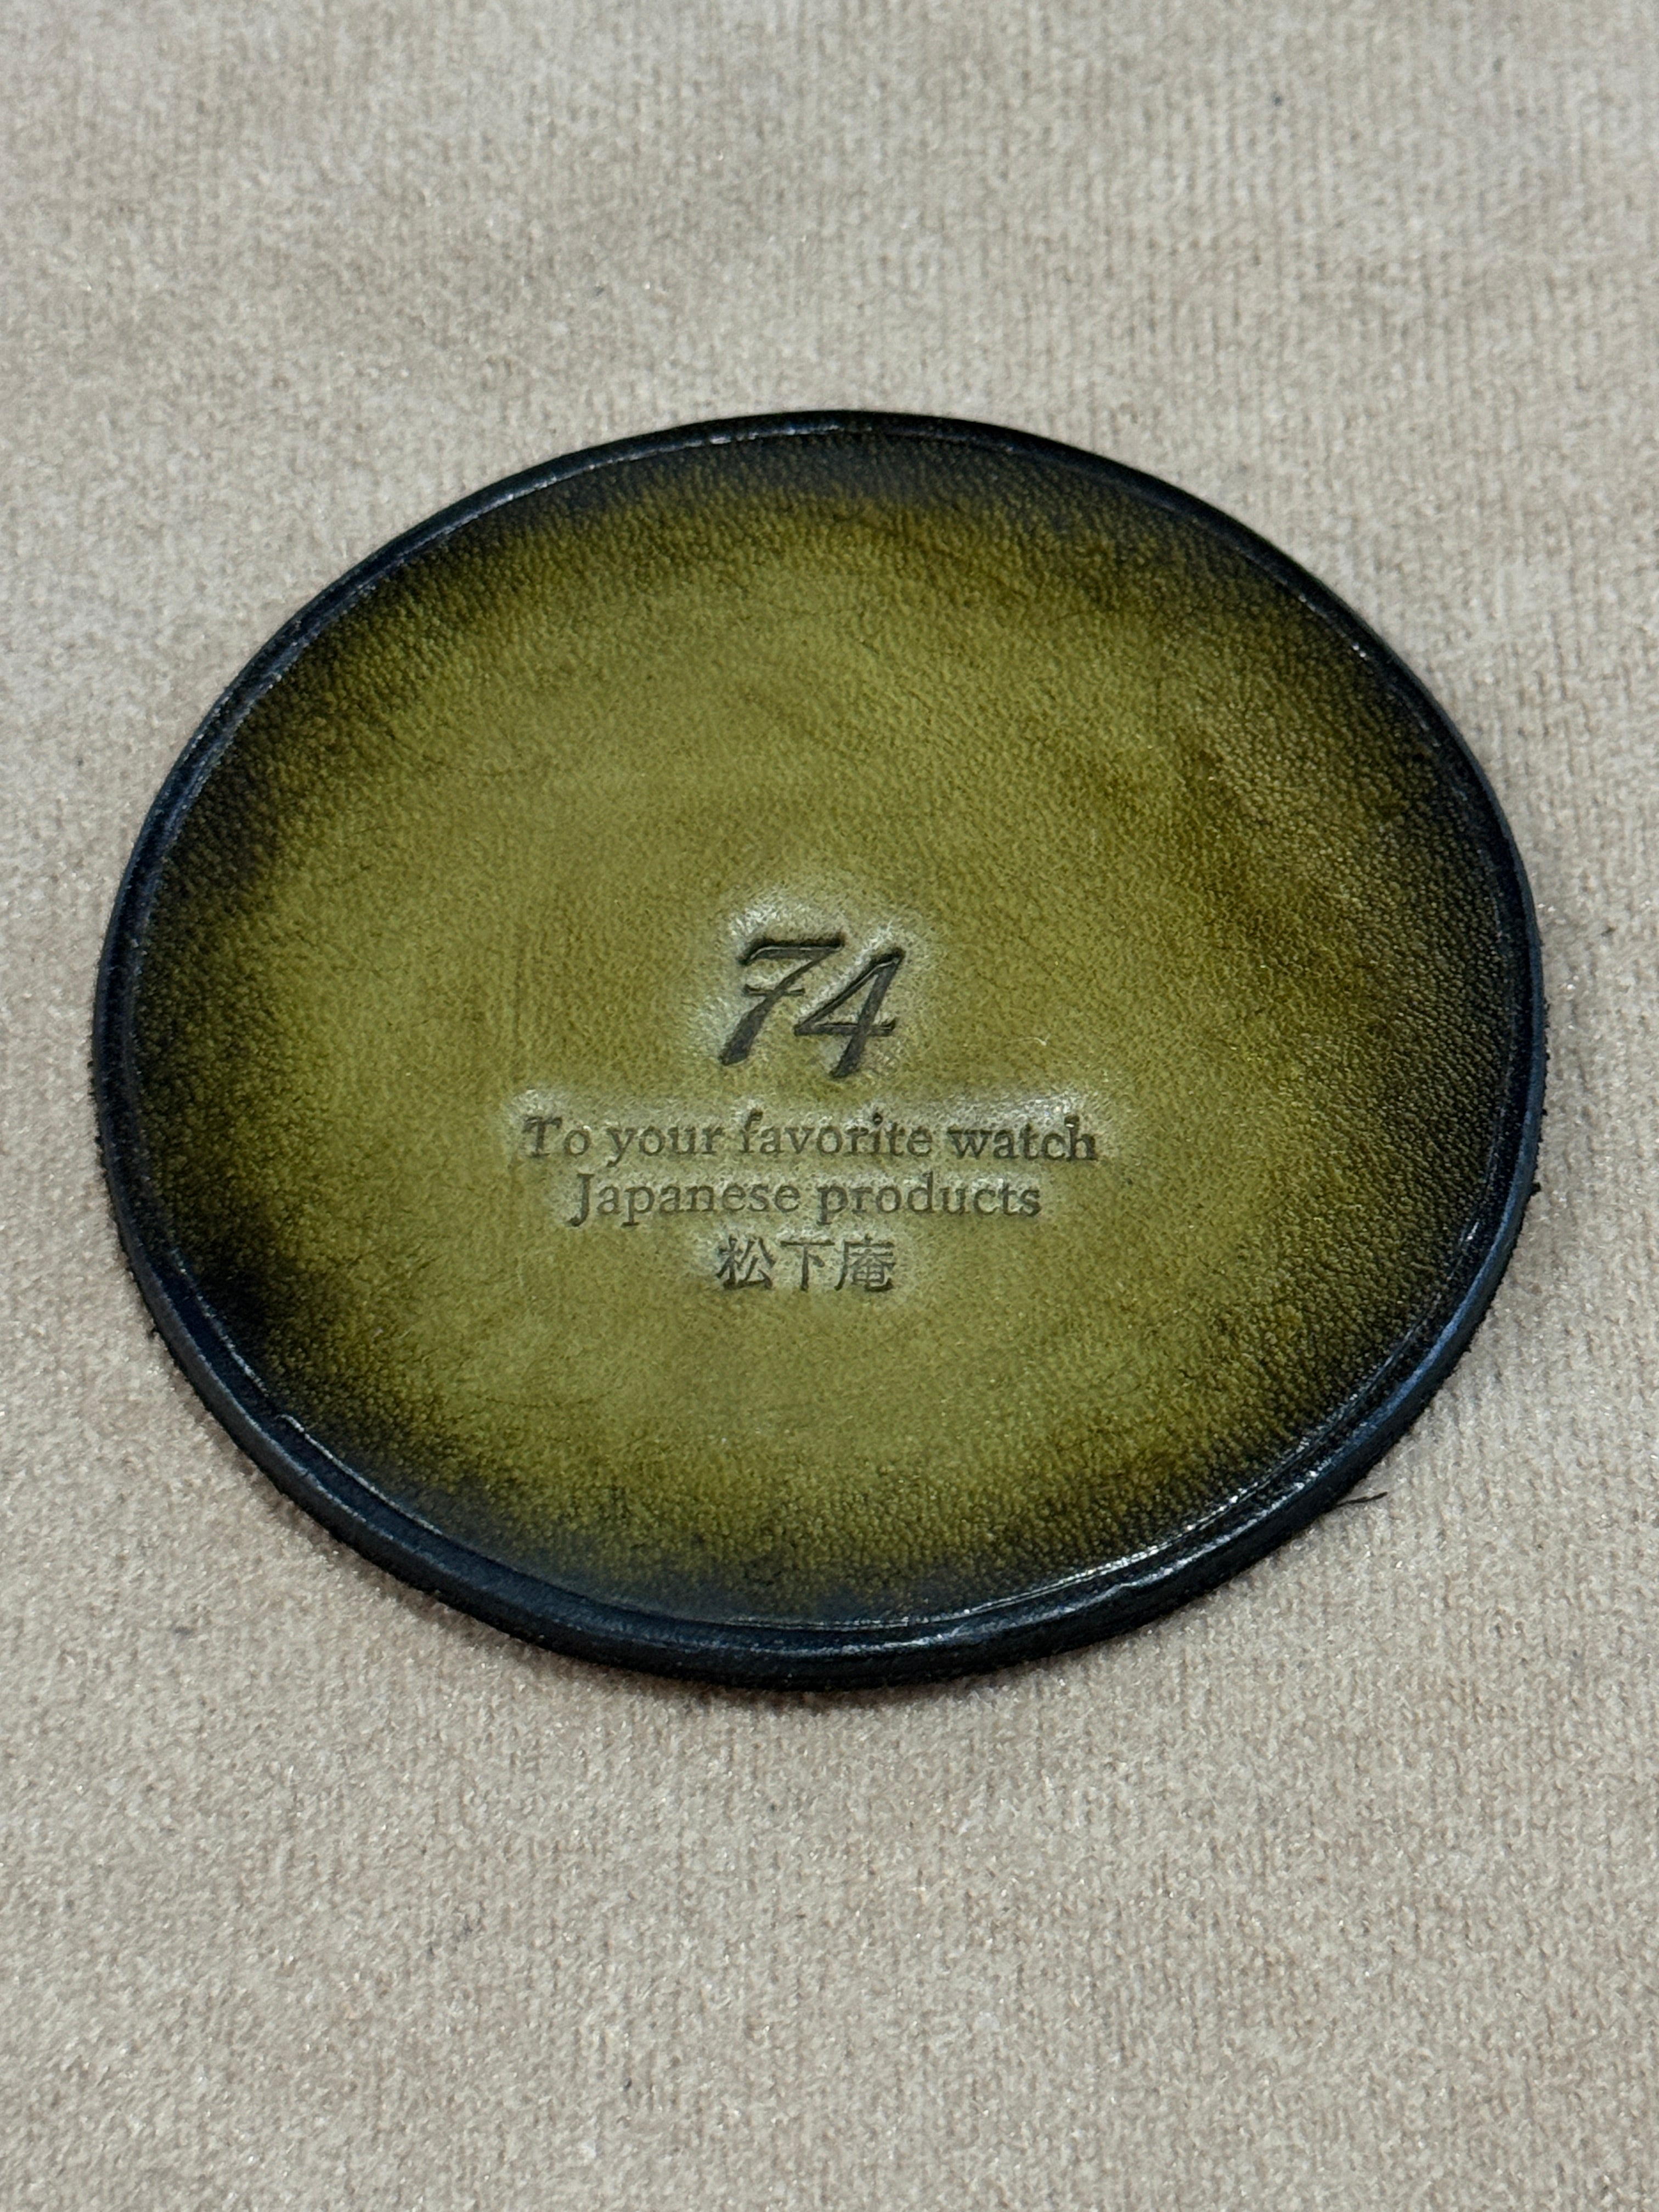 74
To your favorite watch
Japanese products
松下庵